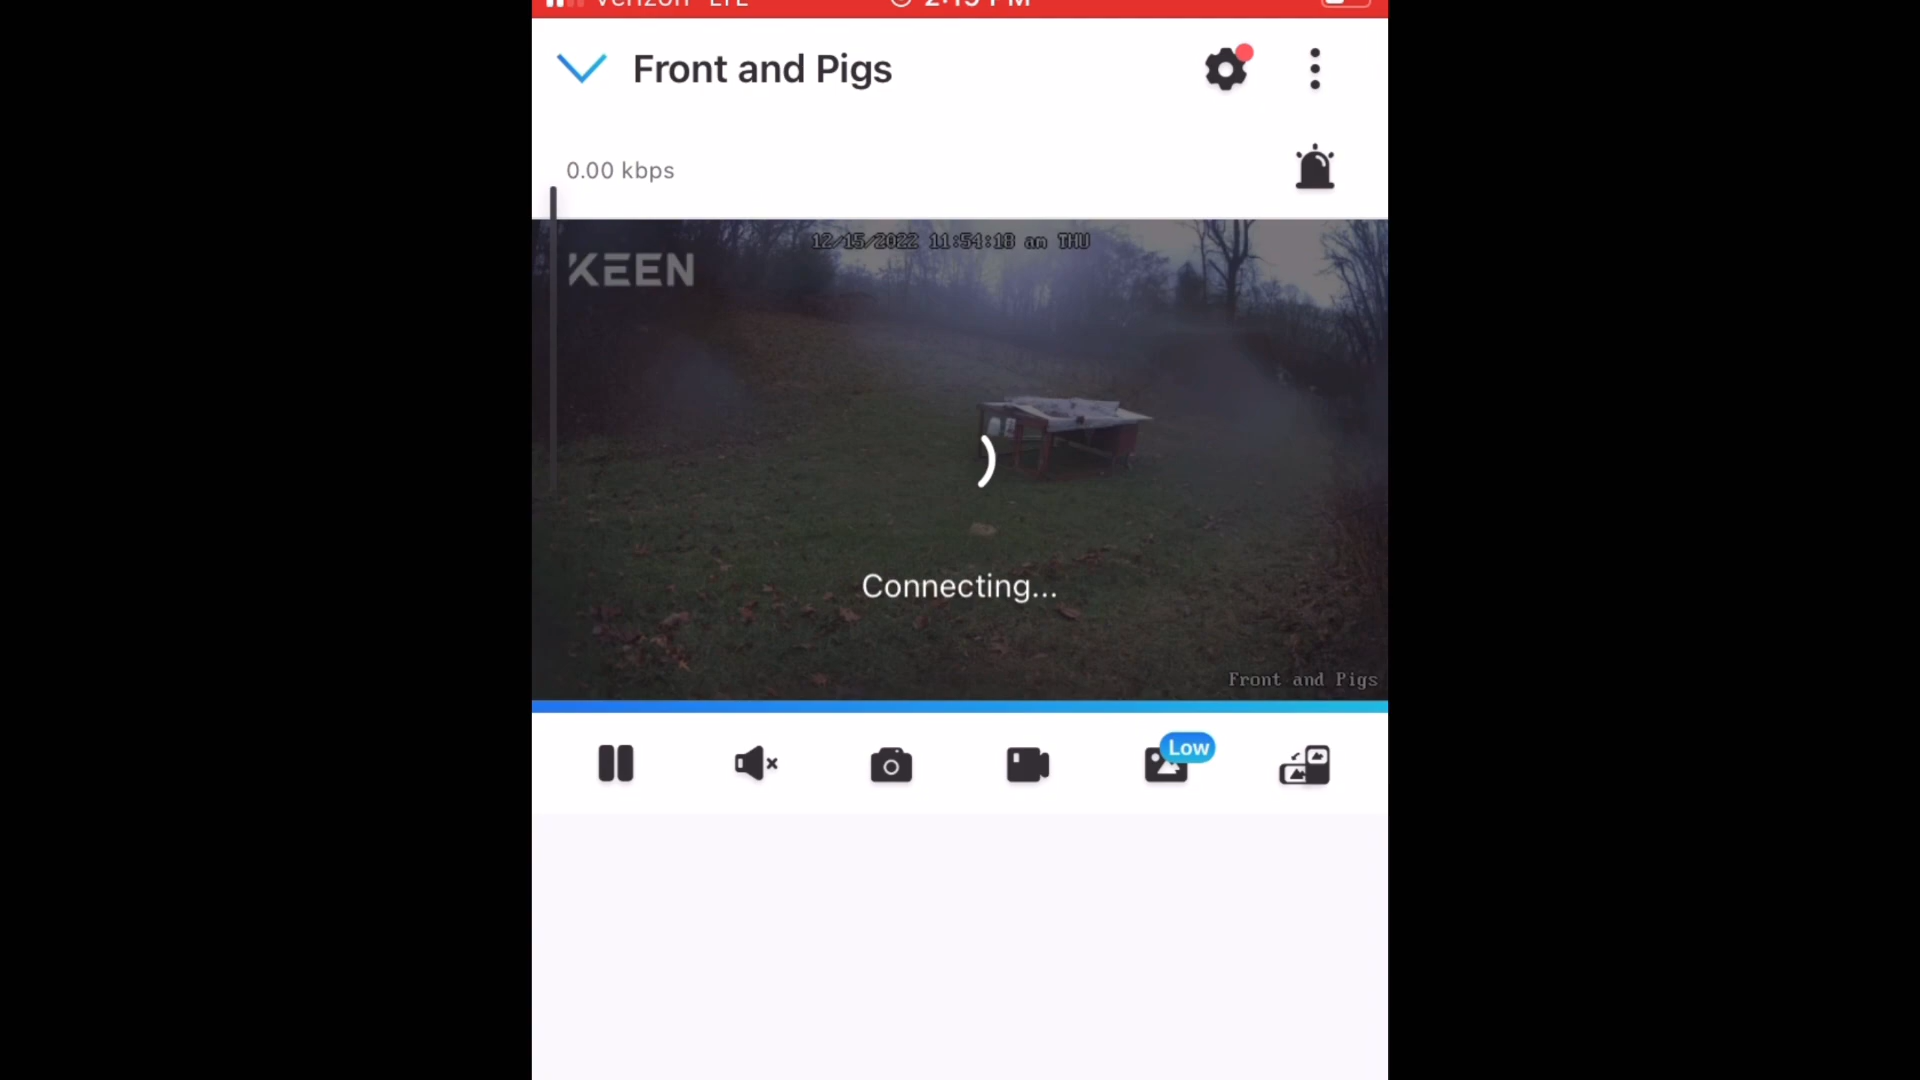 Verizon LTE 2:15 PM
Front and Pigs
0.00 kbps
12/15/2022 11:54:18 am THU
KEEN
Connecting...
Front and Pigs
Low